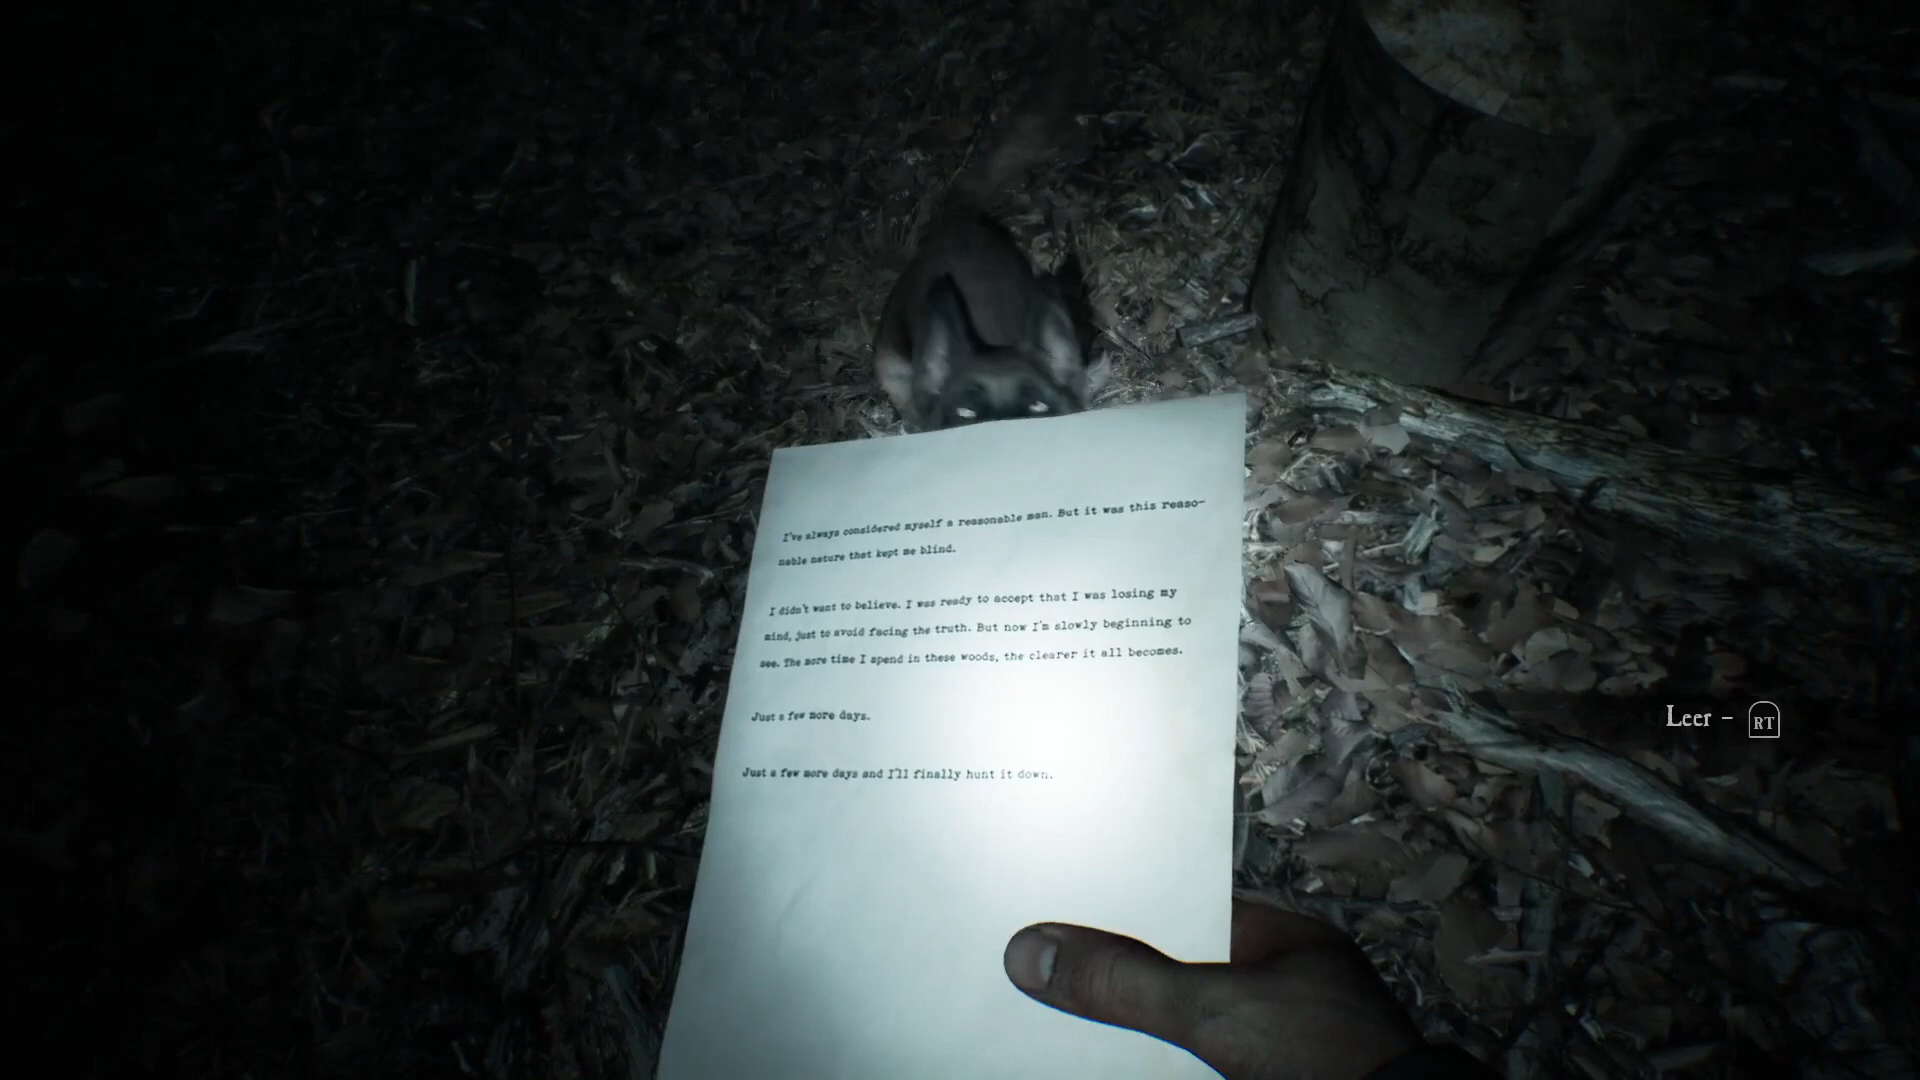 I've always considered myself a reasonable man. But it was this reaso-
nable nature that kept me blind.
I didn't want to believe. I was ready to accept that I was losing my
mind, just to avoid facing the truth. But now I'm slowly beginning to
see. The more time I spend in these woods, the clearer it all becomes.
Just a few more days.
Just a few more days and I'll finally hunt it down.
Leer - RT